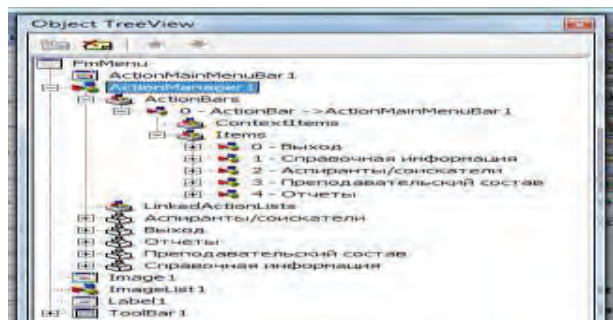 Object TreeView
FmMenu
ActionMainMenuBar1
ActionManager1
ActionBars
0 - ActionBar ->ActionMainMenuBar1
ContextItems
Items
0 - Выход
1 - Справочная информация
2 - Аспиранты/соискатели
3 - Преподавательский состав
4 - Отчеты
LinkedActionLists
Аспиранты/соискатели
Выход
Отчеты
Преподавательский состав
Справочная информация
Image1
ImageList1
Label1
ToolBar1